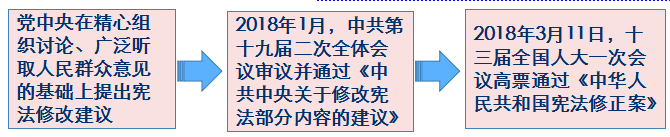 党中央在精心组
织讨论、广泛听
取人民群众意见
的基础上提出宪
法修改建议
2018年1月，中共第
十九届二次全体会
议审议并通过《中
共中央关于修改宪
法部分内容的建议》
2018年3月11日，十
三届全国人大一次会
议高票通过《中华人
民共和国宪法修正案》